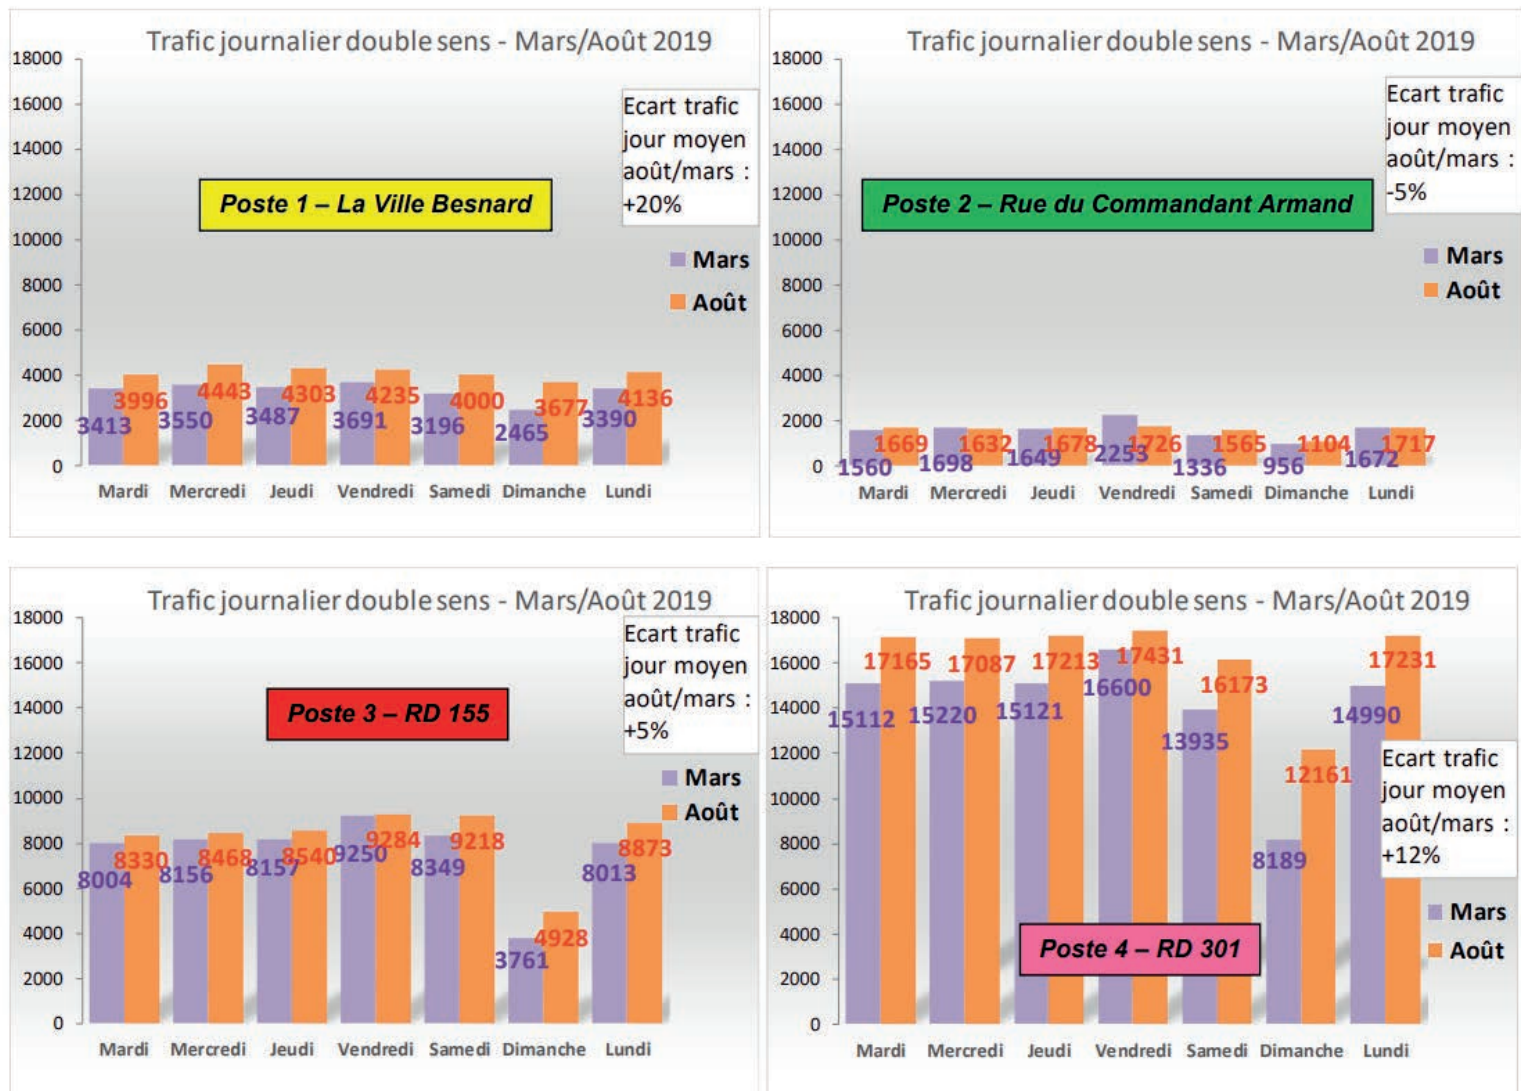 Trafic journalier double sens - Mars/Août 2019
18000
16000
14000
12000
10000
8000
6000
4000
2000
0
Ecart trafic
jour moyen
août/mars :
+20%
Poste 1 – La Ville Besnard
Mars
Août
3413 3996 3550 4443 3487 4303 3691 4235 3196 4000 2465 3677 3390 4136
Mardi Mercredi Jeudi Vendredi Samedi Dimanche Lundi
Trafic journalier double sens - Mars/Août 2019
18000
16000
14000
12000
10000
8000
6000
4000
2000
0
Ecart trafic
jour moyen
août/mars :
-5%
Poste 2 – Rue du Commandant Armand
Mars
Août
1560 1669 1698 1632 1649 1678 2253 1726 1336 1565 956 1104 1672 1717
Mardi Mercredi Jeudi Vendredi Samedi Dimanche Lundi
Trafic journalier double sens - Mars/Août 2019
18000
16000
14000
12000
10000
8000
6000
4000
2000
0
Ecart trafic
jour moyen
août/mars :
+5%
Poste 3 – RD 155
Mars
Août
8004 8330 8156 8468 8157 8540 9250 9284 8349 9218 3761 4928 8013 8873
Mardi Mercredi Jeudi Vendredi Samedi Dimanche Lundi
Trafic journalier double sens - Mars/Août 2019
18000
16000
14000
12000
10000
8000
6000
4000
2000
0
15112 17165 15220 17087 15121 17213 16600 17431 13935 16173 8189 12161 14990 17231
Ecart trafic
jour moyen
août/mars :
+12%
Mars
Août
Poste 4 – RD 301
Mardi Mercredi Jeudi Vendredi Samedi Dimanche Lundi